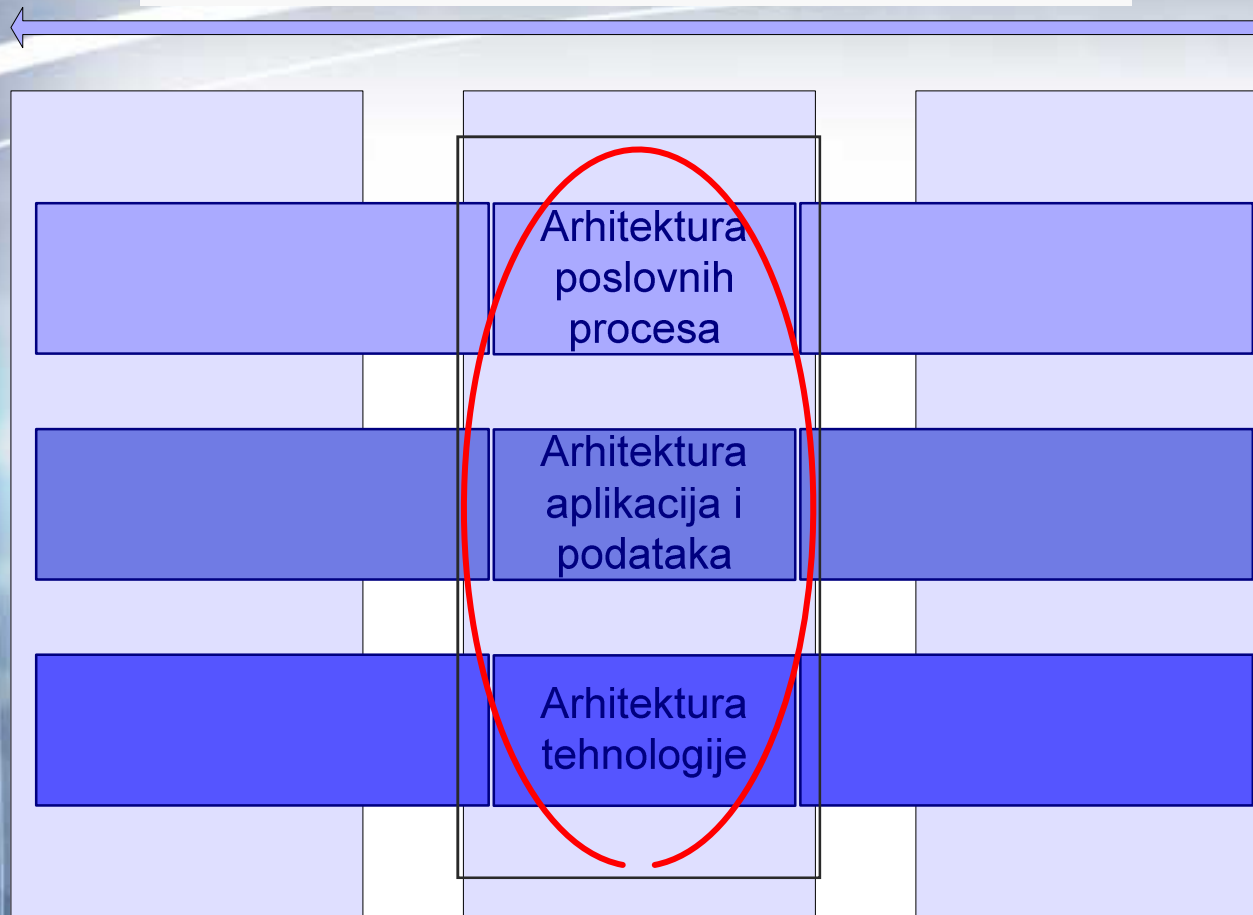 Arhitektura
poslovnih
procesa
Arhitektura
aplikacija i
podataka
Arhitektura
tehnologije